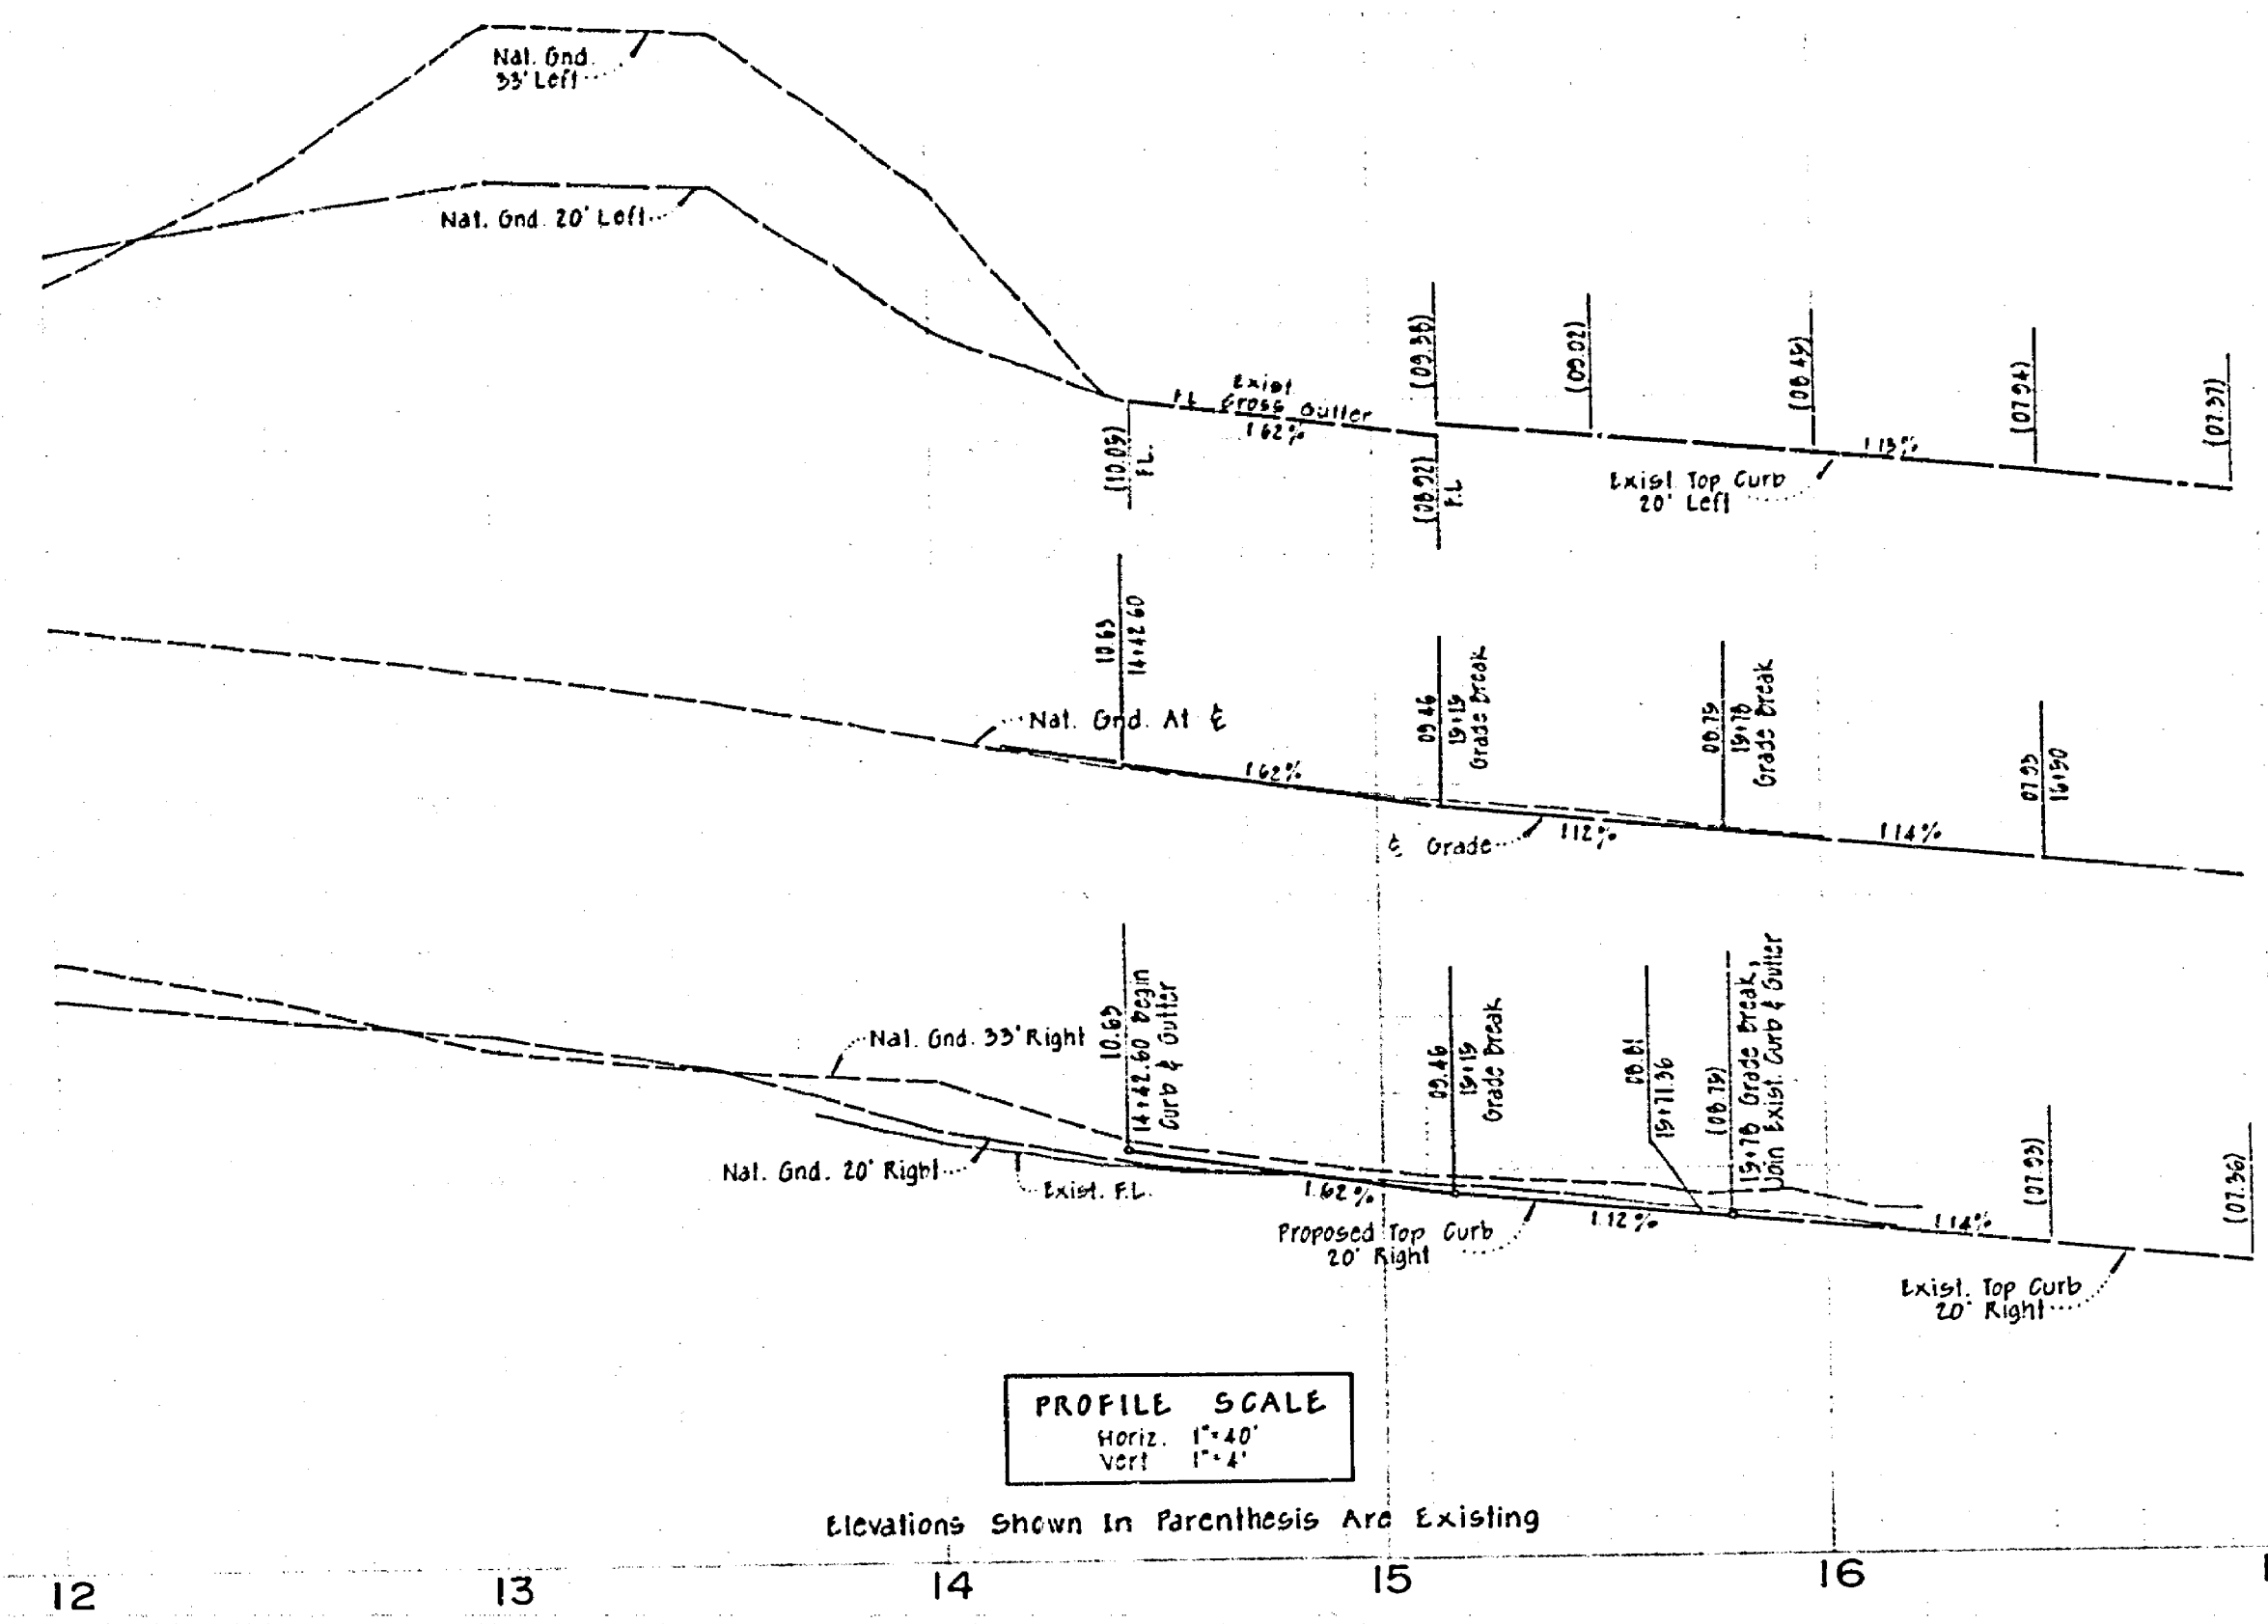 Nat. Gnd.
33' Left
Nat. Gnd. 20' Left
(10.05)
F.L.
F.L.
Exist.
Cross Gutter
1.62%
(09.38)
(08.92)
F.L.
(09.02)
(08.45)
1.13%
Exist. Top Curb
20' Left
(07.94)
(07.37)
10.63
14+42.60
Nat. Gnd. At ℄
1.62%
09.46
15+15
Grade Break
℄ Grade
1.12%
08.75
15+78
Grade Break
1.14%
07.93
16+50
Nat. Gnd. 33' Right
10.63
14+42.60 Begin
Curb & Gutter
Nat. Gnd. 20' Right
Exist. F.L.
1.62%
09.46
15+15
Grade Break
Proposed Top Curb
20' Right
1.12%
08.81
15+71.36
(08.75)
15+78 Grade Break,
Join Exist. Curb & Gutter
1.14%
(07.93)
(07.36)
Exist. Top Curb
20' Right
PROFILE SCALE
Horiz. 1"=40'
Vert 1"=4'
Elevations Shown In Parenthesis Are Existing
12 13 14 15 16